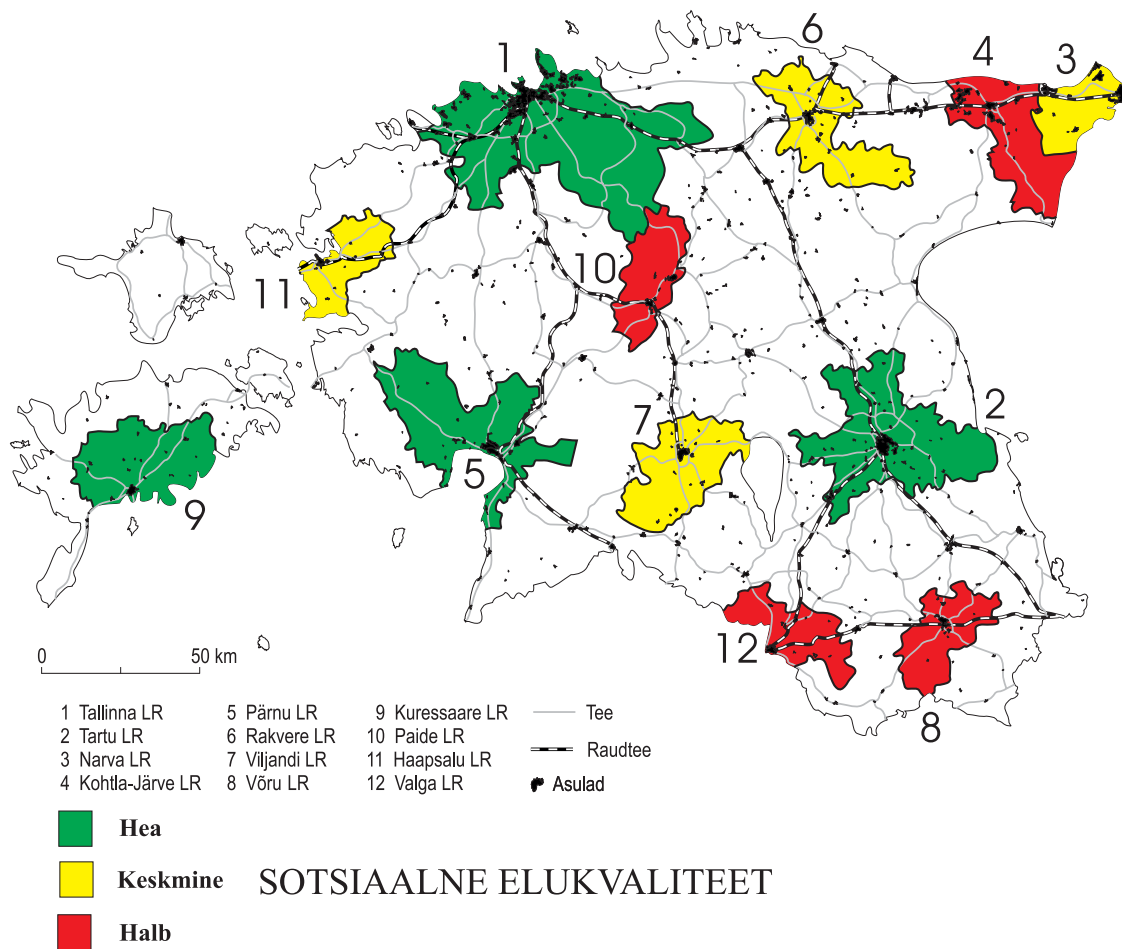 1
6
4
3
10
11
7
2
5
9
12
8
0 50 km
1 Tallinna LR 5 Pärnu LR 9 Kuressaare LR Tee
2 Tartu LR 6 Rakvere LR 10 Paide LR
3 Narva LR 7 Viljandi LR 11 Haapsalu LR Raudtee
4 Kohtla-Järve LR 8 Võru LR 12 Valga LR Asulad
Hea
Keskmine SOTSIAALNE ELUKVALITEET
Halb